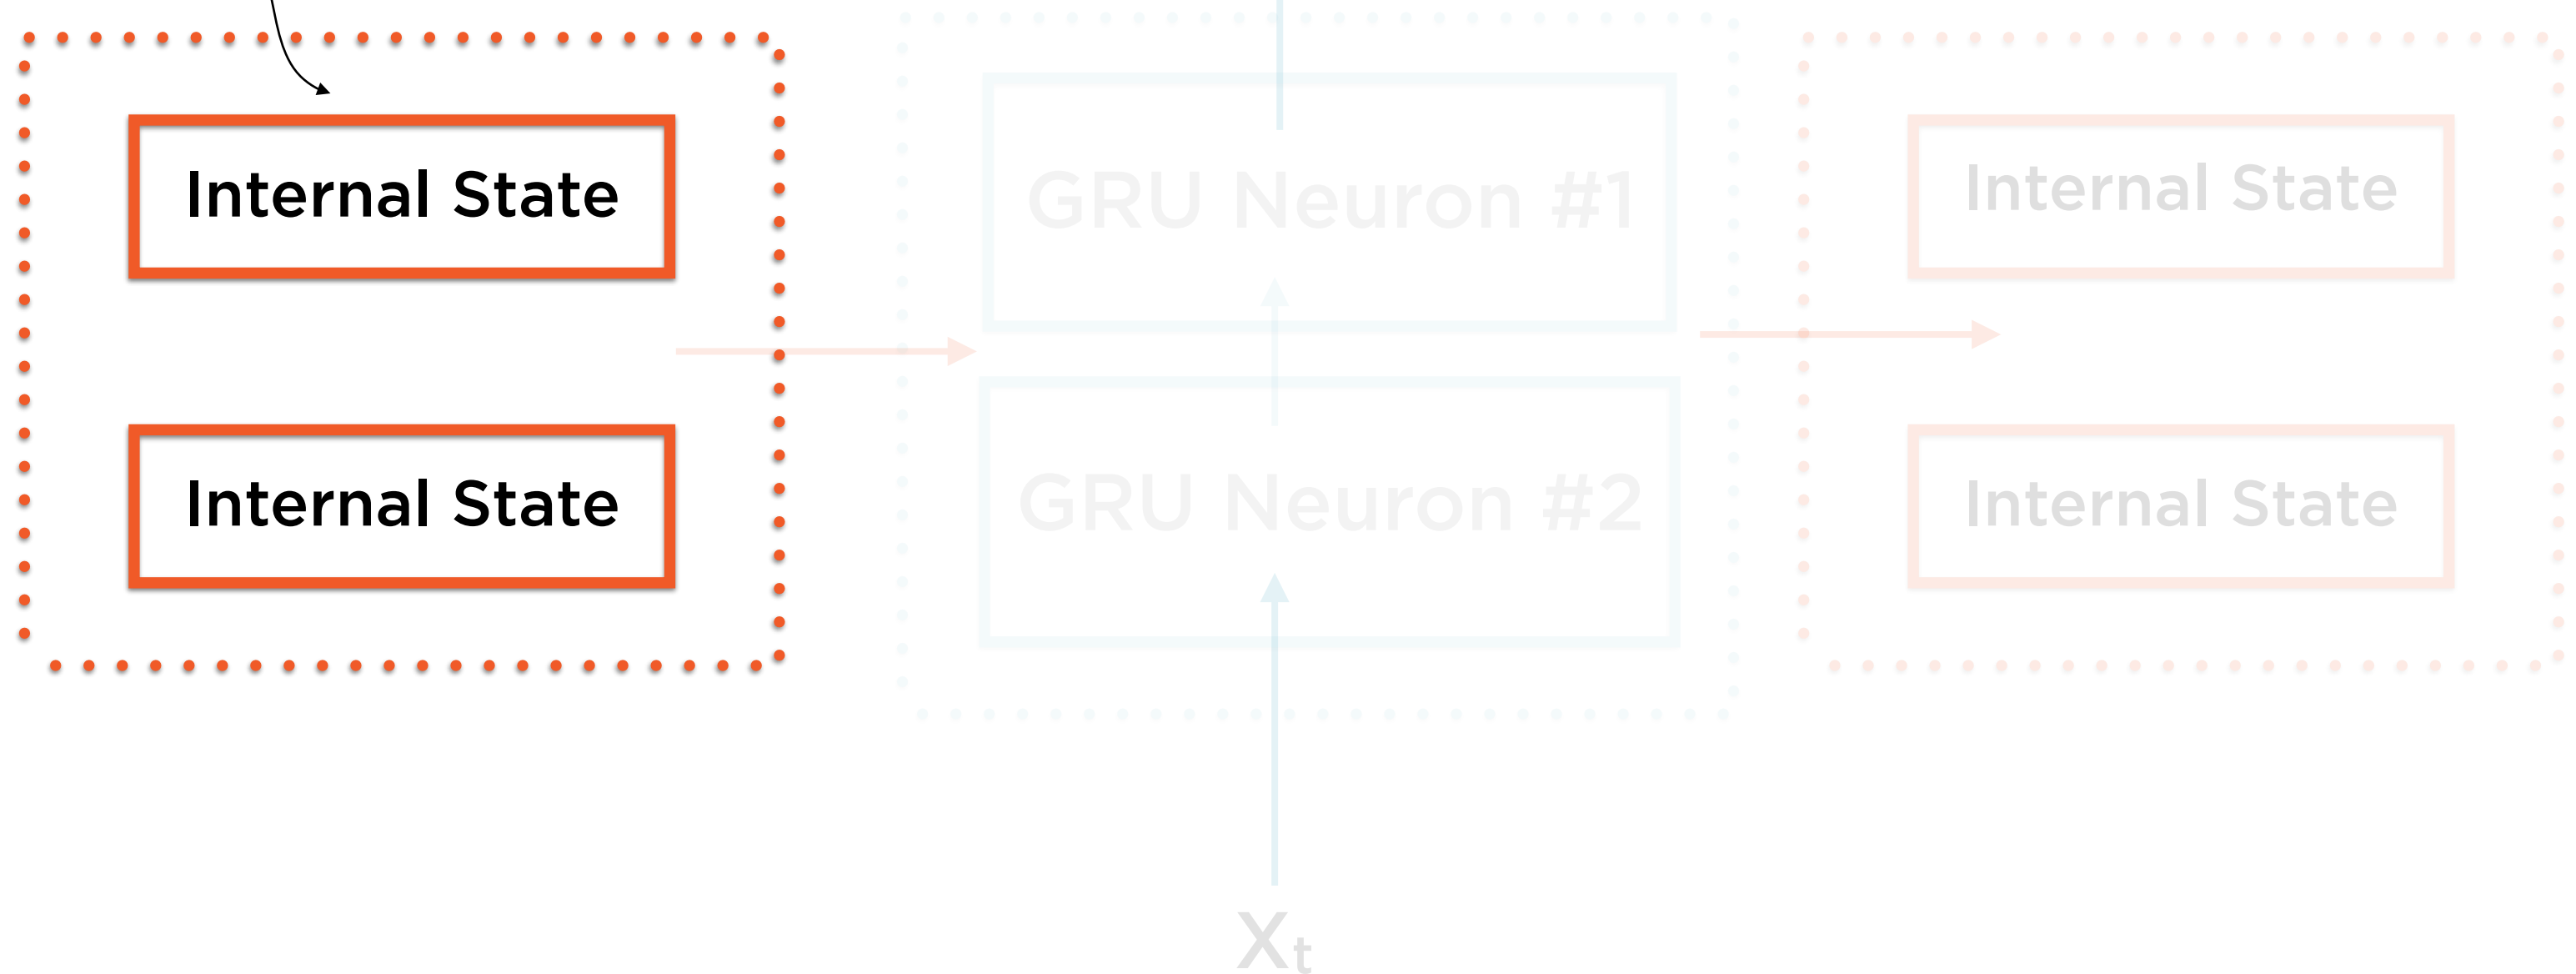 Internal State
Internal State
GRU Neuron #1
GRU Neuron #2
Internal State
Internal State
Xt